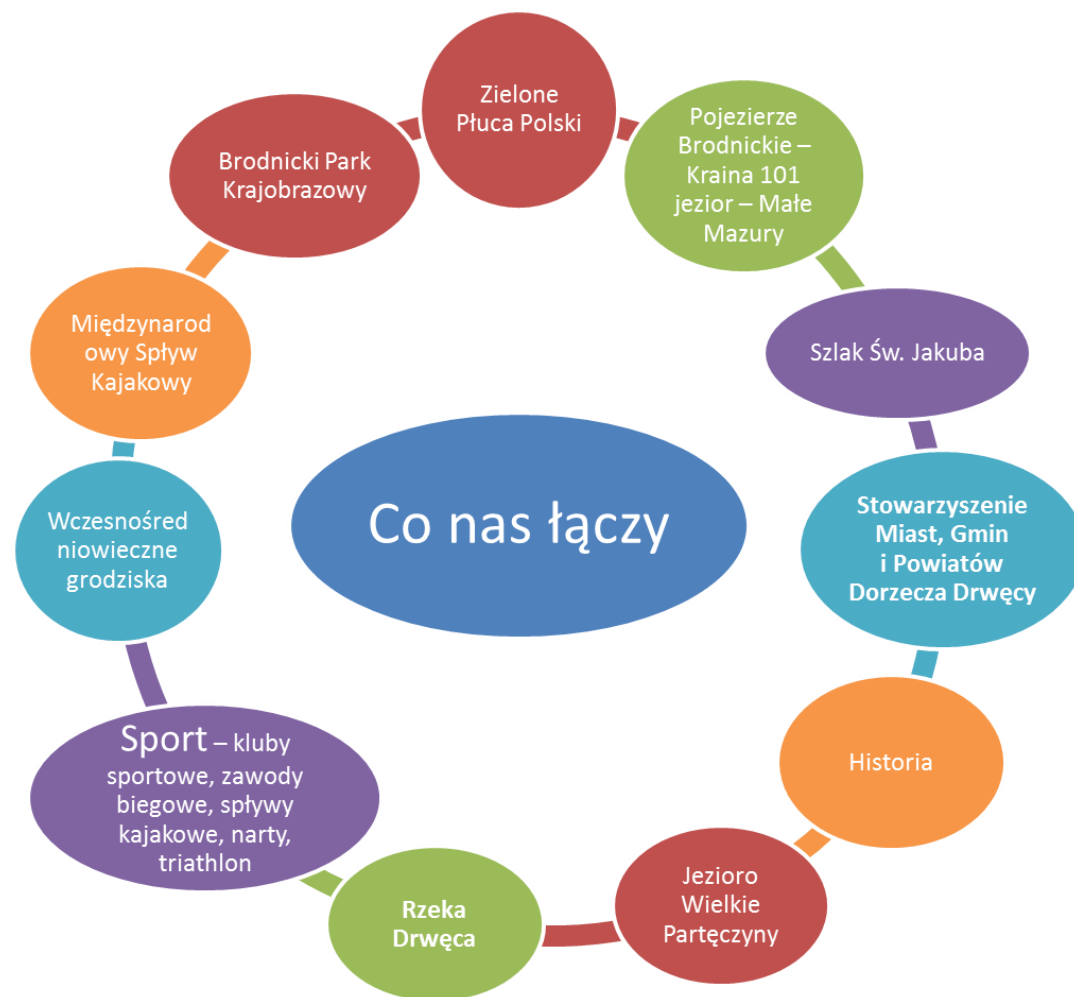 Zielone
Płuca Polski
Pojezierze
Brodnickie –
Kraina 101
jezior – Małe
Mazury
Szlak Św. Jakuba
Stowarzyszenie
Miast, Gmin
i Powiatów
Dorzecza Drwęcy
Historia
Jezioro
Wielkie
Partęczyny
Rzeka
Drwęca
Sport – kluby
sportowe, zawody
biegowe, spływy
kajakowe, narty,
triathlon
Wczesnośred
niowieczne
grodziska
Międzynarod
owy Spływ
Kajakowy
Brodnicki Park
Krajobrazowy
Co nas łączy